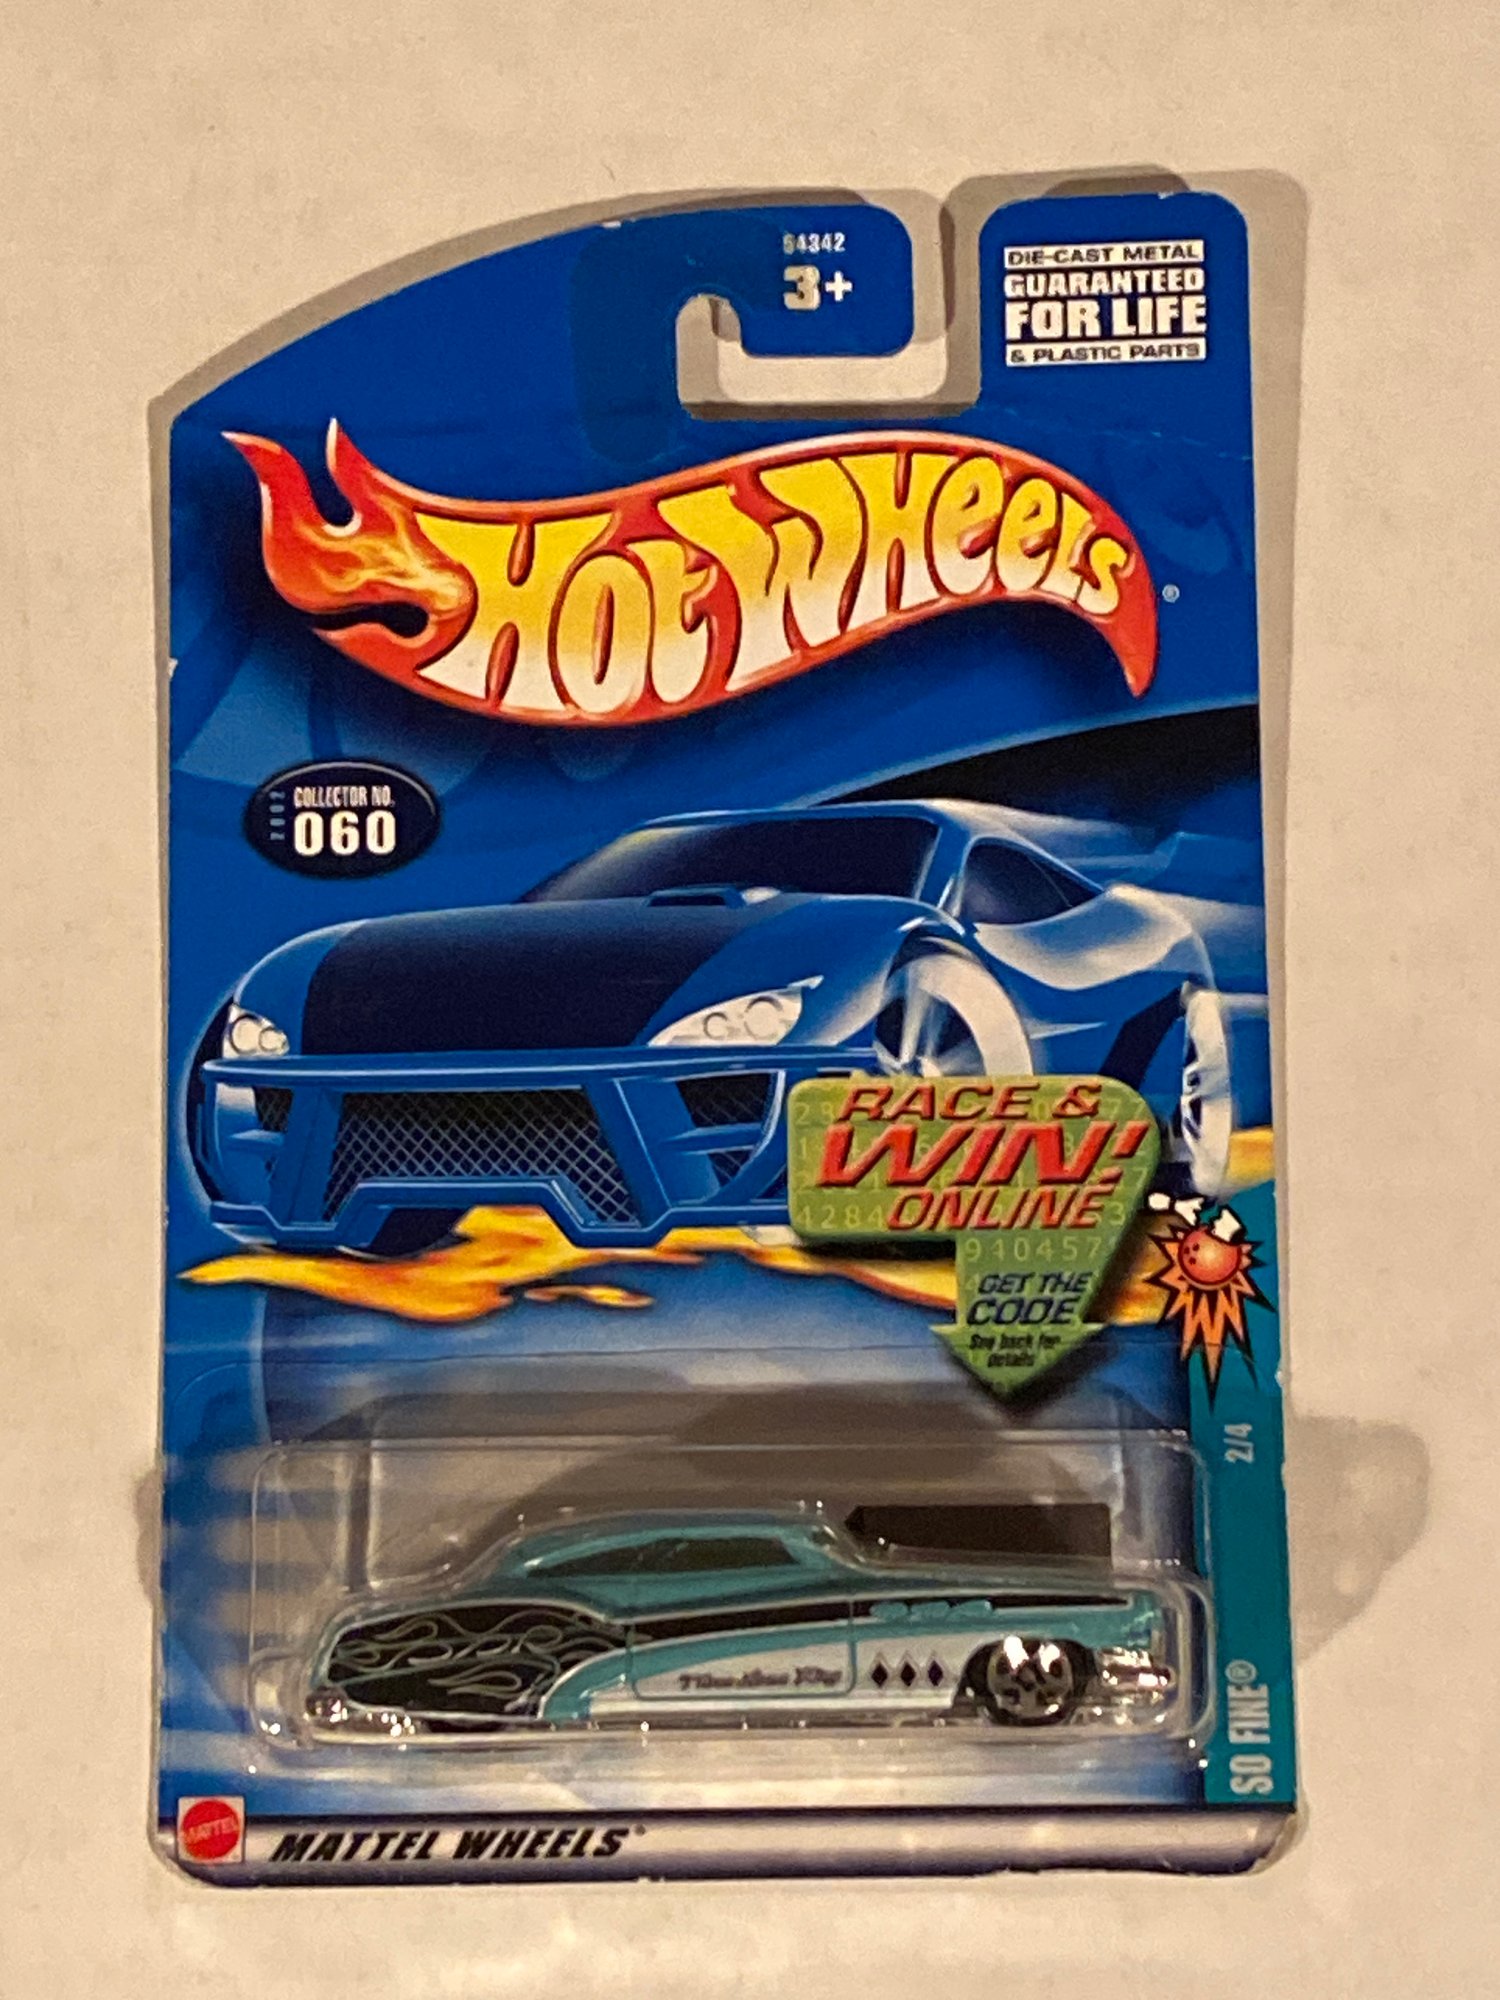 54342
3+
DIE-CAST METAL
GUARANTEED
FOR LIFE
& PLASTIC PARTS
HOT WHEELS
®
2002
COLLECTOR NO.
060
RACE &
WIN!
ONLINE
GET THE
CODE
See back for
details
2/4
SO FINE®
MATTEL
MATTEL WHEELS